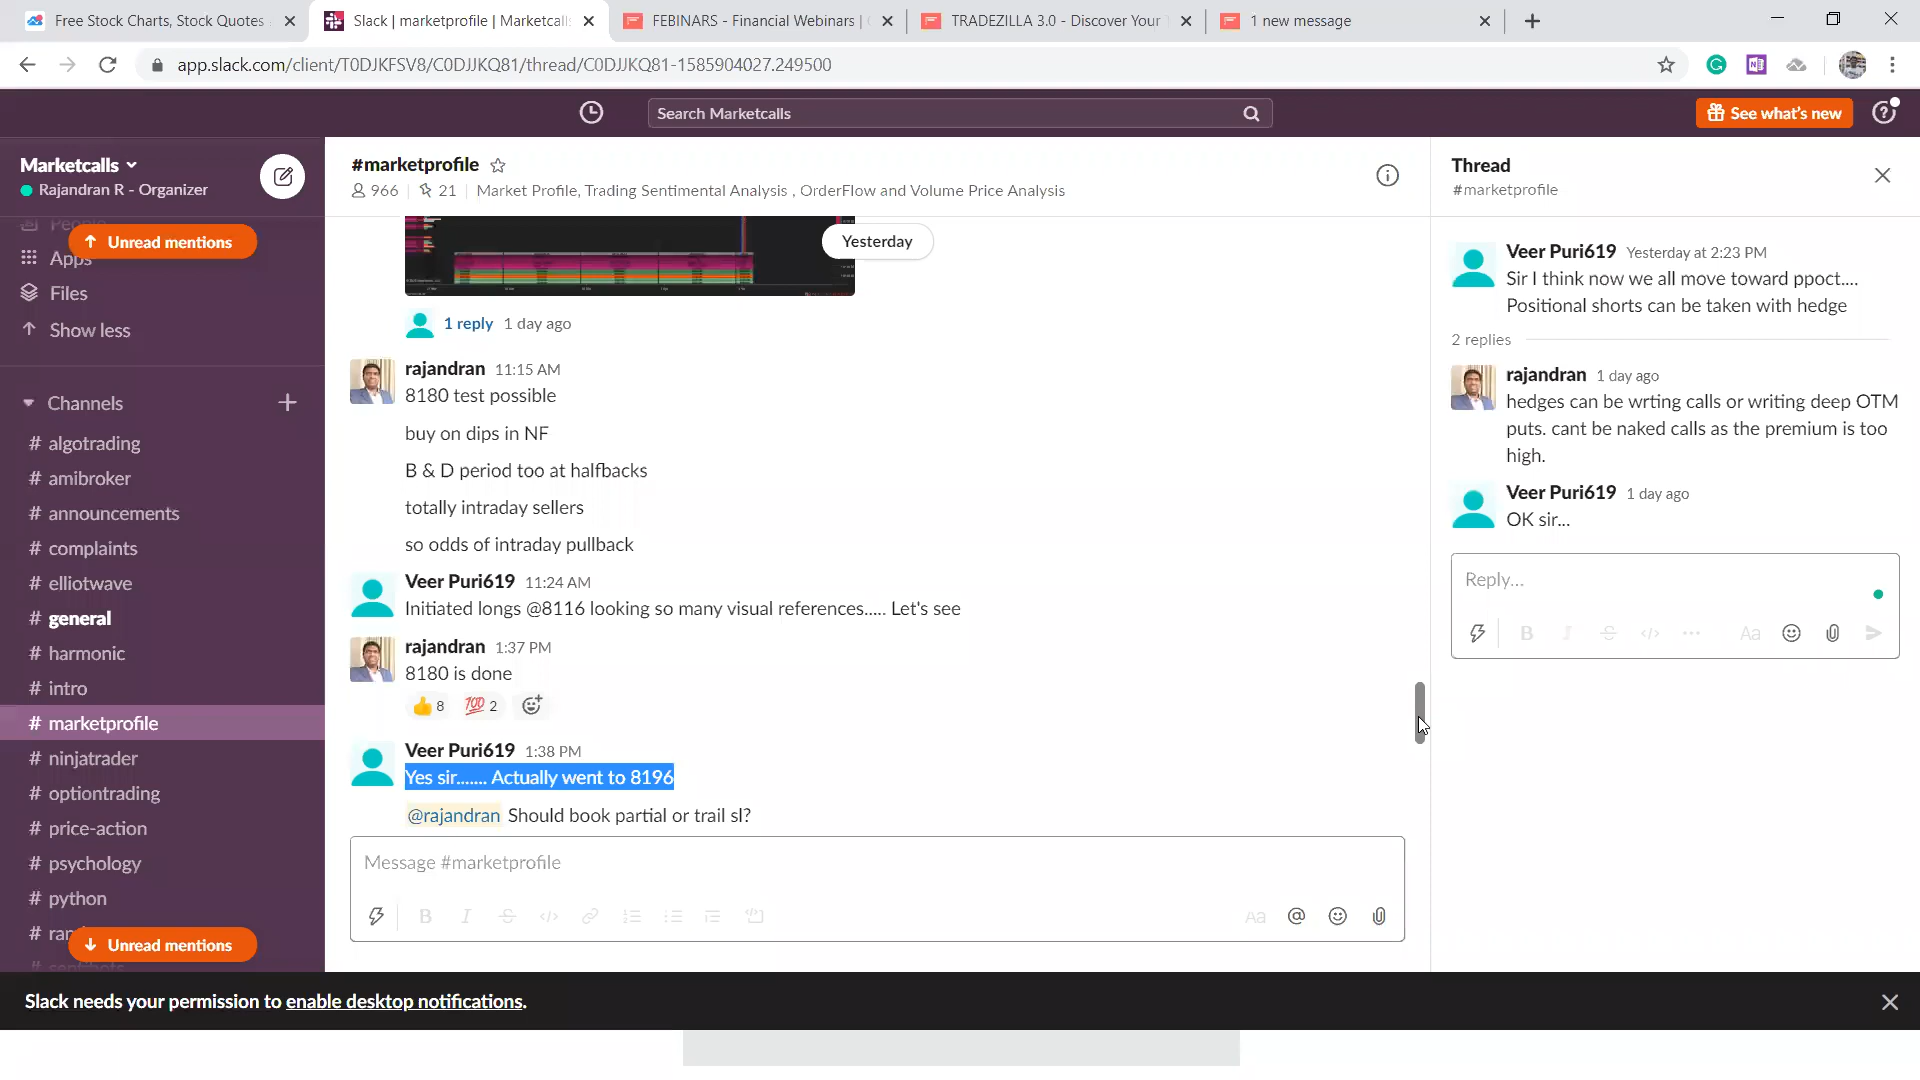 Free Stock Charts, Stock Quotes
Slack | marketprofile | Marketcalls
FEBINARS - Financial Webinars |
TRADEZILLA 3.0 - Discover Your
1 new message
app.slack.com/client/T0DJKFSV8/C0DJJKQ81/thread/C0DJJKQ81-1585904027.249500
Search Marketcalls
See what's new
Marketcalls
Rajandran R - Organizer
People
Unread mentions
Apps
Files
Show less
Channels
# algotrading
# amibroker
# announcements
# complaints
# elliotwave
# general
# harmonic
# intro
# marketprofile
# ninjatrader
# optiontrading
# price-action
# psychology
# python
Unread mentions
#marketprofile
966 | 21 | Market Profile, Trading Sentimental Analysis , OrderFlow and Volume Price Analysis
Yesterday
1 reply 1 day ago
rajandran 11:15 AM
8180 test possible
buy on dips in NF
B & D period too at halfbacks
totally intraday sellers
so odds of intraday pullback
Veer Puri619 11:24 AM
Initiated longs @8116 looking so many visual references..... Let's see
rajandran 1:37 PM
8180 is done
8 100 2
Veer Puri619 1:38 PM
Yes sir....... Actually went to 8196
@rajandran Should book partial or trail sl?
Message #marketprofile
B I S </> Aa @
Thread
#marketprofile
Veer Puri619 Yesterday at 2:23 PM
Sir I think now we all move toward ppoct....
Positional shorts can be taken with hedge
2 replies
rajandran 1 day ago
hedges can be wrting calls or writing deep OTM
puts. cant be naked calls as the premium is too
high.
Veer Puri619 1 day ago
OK sir...
Reply...
B I S </> ... Aa
Slack needs your permission to enable desktop notifications.